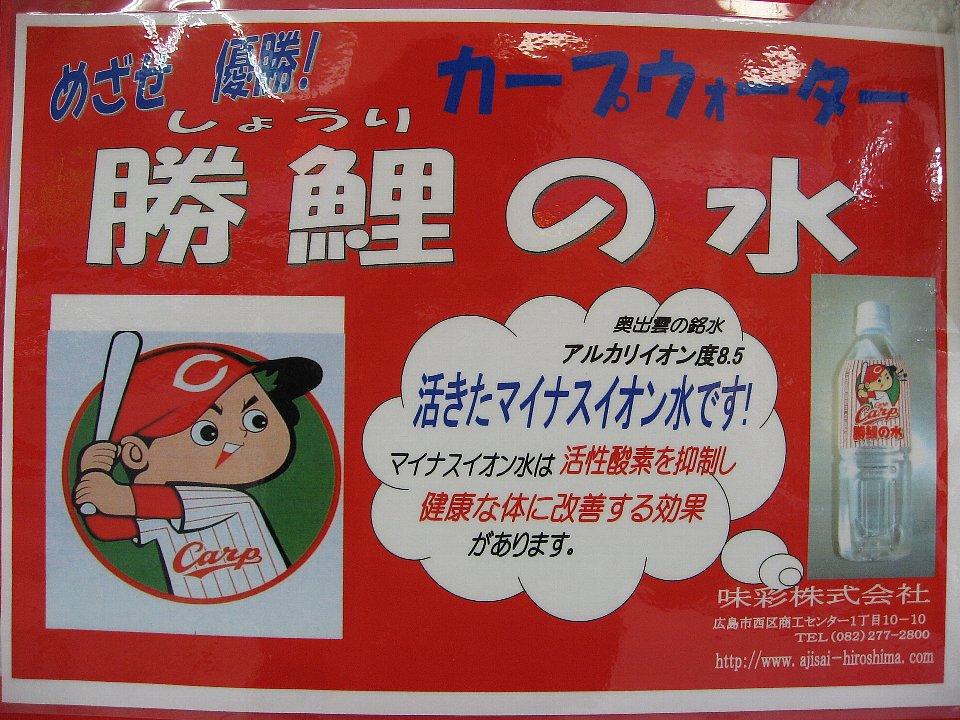 めざせ 優勝!
カープウォーター
しょうり
勝鯉の水
奥出雲の銘水
アルカリイオン度8.5
活きたマイナスイオン水です!
マイナスイオン水は 活性酸素を抑制し
健康な体に改善する効果
があります。
C
Carp
Carp
勝鯉の水
味彩株式会社
広島市西区商工センター1丁目10-10
TEL(082)277-2800
http://www.ajisai-hiroshima.com